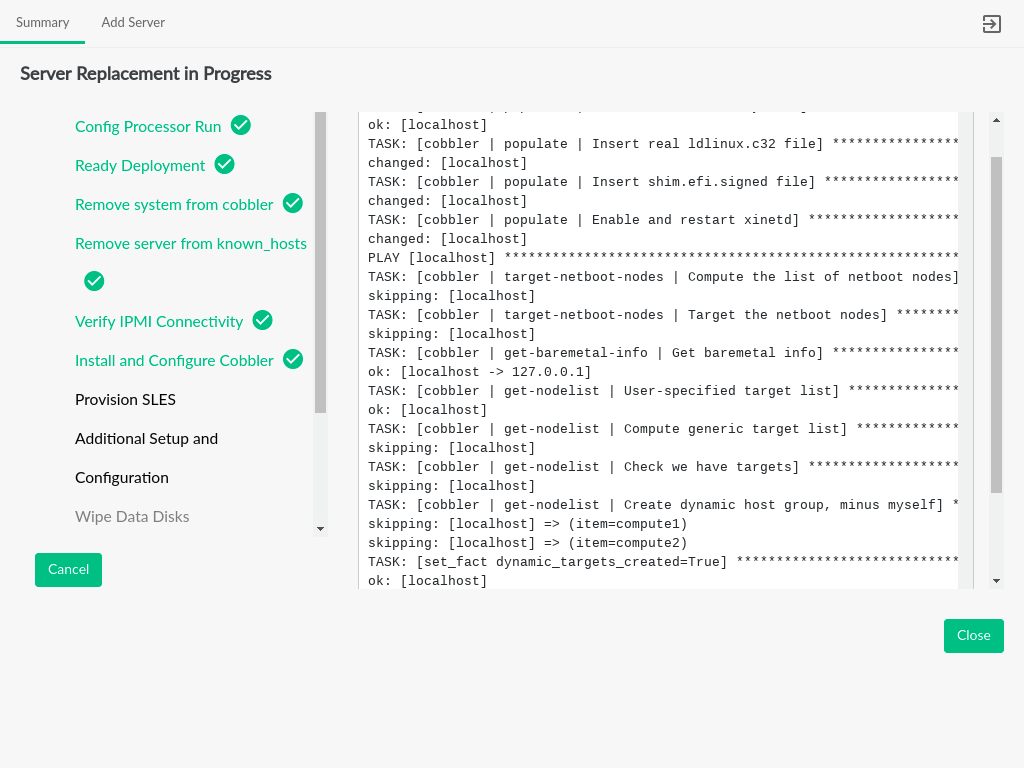 Summary
Add Server
Server Replacement in Progress
Config Processor Run
Ready Deployment
Remove system from cobbler
Remove server from known_hosts
Verify IPMI Connectivity
Install and Configure Cobbler
Provision SLES
Additional Setup and
Configuration
Wipe Data Disks
Cancel
ok: [localhost]
TASK: [cobbler | populate | Insert real ldlinux.c32 file] ****************
changed: [localhost]
TASK: [cobbler | populate | Insert shim.efi.signed file] *****************
changed: [localhost]
TASK: [cobbler | populate | Enable and restart xinetd] *******************
changed: [localhost]
PLAY [localhost] *********************************************************
TASK: [cobbler | target-netboot-nodes | Compute the list of netboot nodes]
skipping: [localhost]
TASK: [cobbler | target-netboot-nodes | Target the netboot nodes] ********
skipping: [localhost]
TASK: [cobbler | get-baremetal-info | Get baremetal info] ****************
ok: [localhost -> 127.0.0.1]
TASK: [cobbler | get-nodelist | User-specified target list] **************
ok: [localhost]
TASK: [cobbler | get-nodelist | Compute generic target list] *************
skipping: [localhost]
TASK: [cobbler | get-nodelist | Check we have targets] *******************
skipping: [localhost]
TASK: [cobbler | get-nodelist | Create dynamic host group, minus myself] *
skipping: [localhost] => (item=compute1)
skipping: [localhost] => (item=compute2)
TASK: [set_fact dynamic_targets_created=True] ****************************
ok: [localhost]
Close